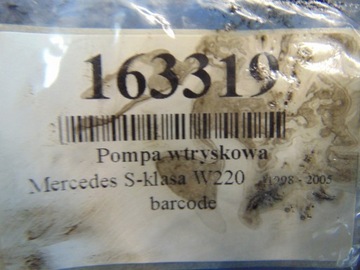 163319
Pompa wtryskowa
Mercedes S-klasa W220 1998 - 2005
barcode